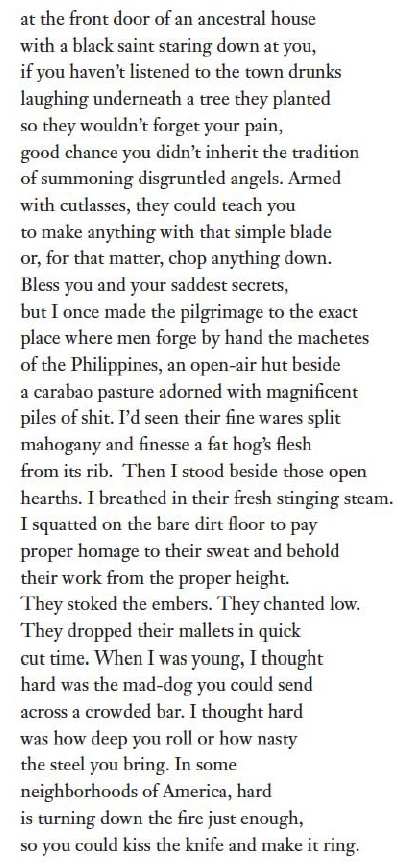 at the front door of an ancestral house
with a black saint staring down at you,
if you haven’t listened to the town drunks
laughing underneath a tree they planted
so they wouldn’t forget your pain,
good chance you didn’t inherit the tradition
of summoning disgruntled angels. Armed
with cutlasses, they could teach you
to make anything with that simple blade
or, for that matter, chop anything down.
Bless you and your saddest secrets,
but I once made the pilgrimage to the exact
place where men forge by hand the machetes
of the Philippines, an open-air hut beside
a carabao pasture adorned with magnificent
piles of shit. I’d seen their fine wares split
mahogany and finesse a fat hog’s flesh
from its rib.  Then I stood beside those open
hearths. I breathed in their fresh stinging steam.
I squatted on the bare dirt floor to pay
proper homage to their sweat and behold
their work from the proper height.
They stoked the embers. They chanted low.
They dropped their mallets in quick
cut time. When I was young, I thought
hard was the mad-dog you could send
across a crowded bar. I thought hard
was how deep you roll or how nasty
the steel you bring. In some
neighborhoods of America, hard
is turning down the fire just enough,
so you could kiss the knife and make it ring.